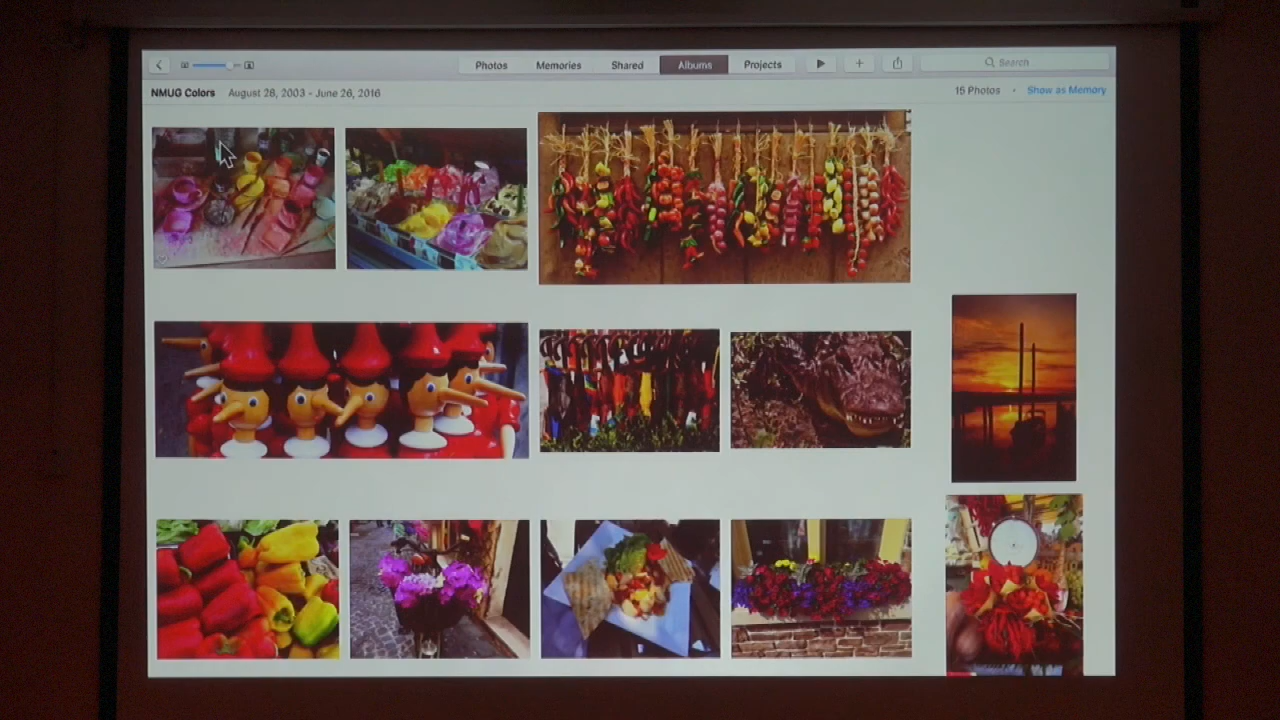 Photos Memories Shared Albums Projects Search
NMUG Colors August 28, 2003 - June 26, 2016 15 Photos · Show as Memory